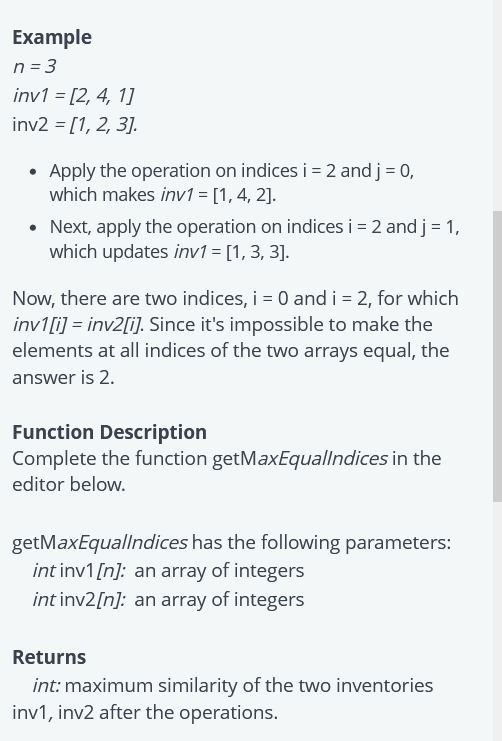 Example
n = 3
inv1 = [2, 4, 1]
inv2 = [1, 2, 3].
• Apply the operation on indices i = 2 and j = 0,
which makes inv1 = [1, 4, 2].
• Next, apply the operation on indices i = 2 and j = 1,
which updates inv1 = [1, 3, 3].
Now, there are two indices, i = 0 and i = 2, for which
inv1[i] = inv2[i]. Since it's impossible to make the
elements at all indices of the two arrays equal, the
answer is 2.
Function Description
Complete the function getMaxEqualIndices in the
editor below.
getMaxEqualIndices has the following parameters:
int inv1[n]: an array of integers
int inv2[n]: an array of integers
Returns
int: maximum similarity of the two inventories
inv1, inv2 after the operations.